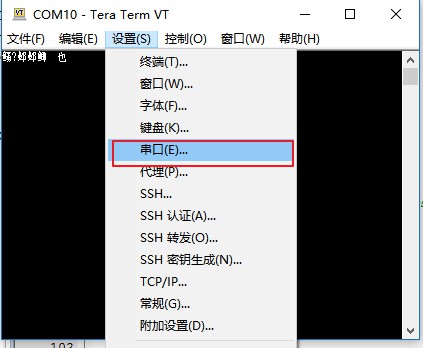 COM10 - Tera Term VT
文件(F) 编辑(E) 设置(S) 控制(O) 窗口(W) 帮助(H)
也
终端(T)...
窗口(W)...
字体(F)...
键盘(K)...
串口(E)...
代理(P)...
SSH...
SSH 认证(A)...
SSH 转发(O)...
SSH 密钥生成(N)...
TCP/IP...
常规(G)...
附加设置(D)...
102